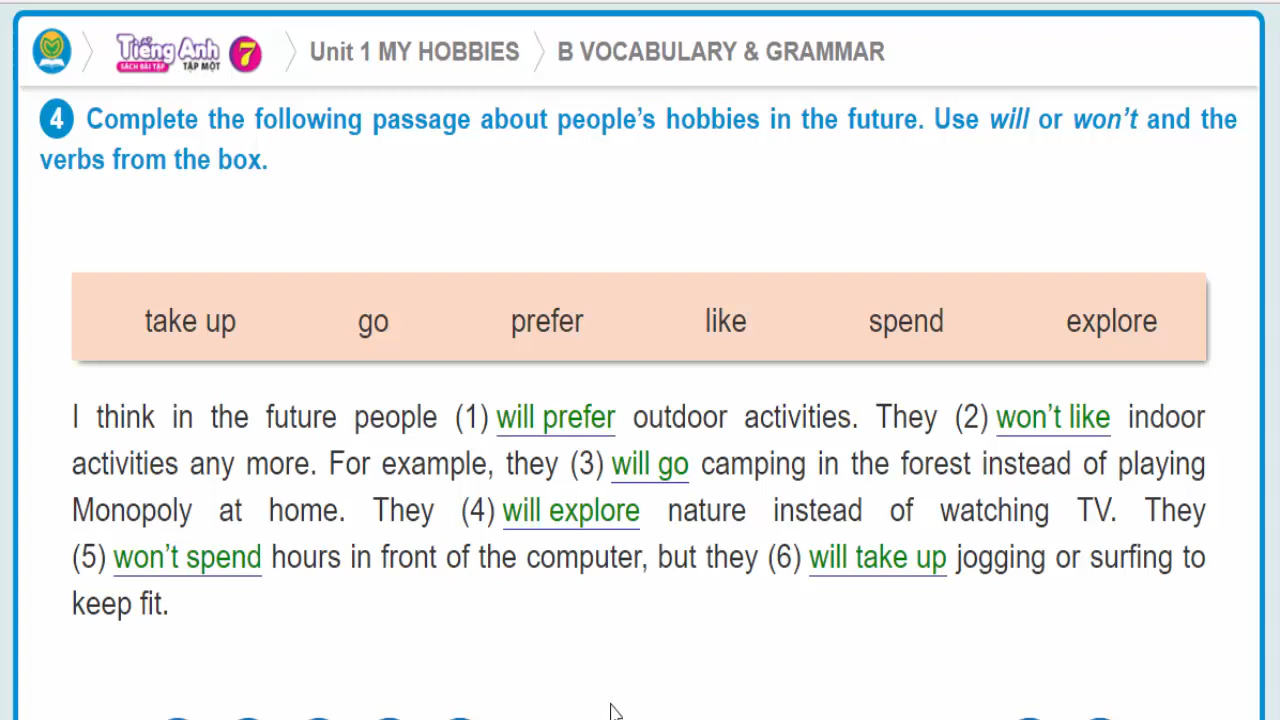 Tiếng Anh 7
SÁCH BÀI TẬP TẬP MỘT
Unit 1 MY HOBBIES
B VOCABULARY & GRAMMAR
4 Complete the following passage about people's hobbies in the future. Use will or won't and the
verbs from the box.
take up go prefer like spend explore
I think in the future people (1) will prefer outdoor activities. They (2) won't like indoor
activities any more. For example, they (3) will go camping in the forest instead of playing
Monopoly at home. They (4) will explore nature instead of watching TV. They
(5) won't spend hours in front of the computer, but they (6) will take up jogging or surfing to
keep fit.